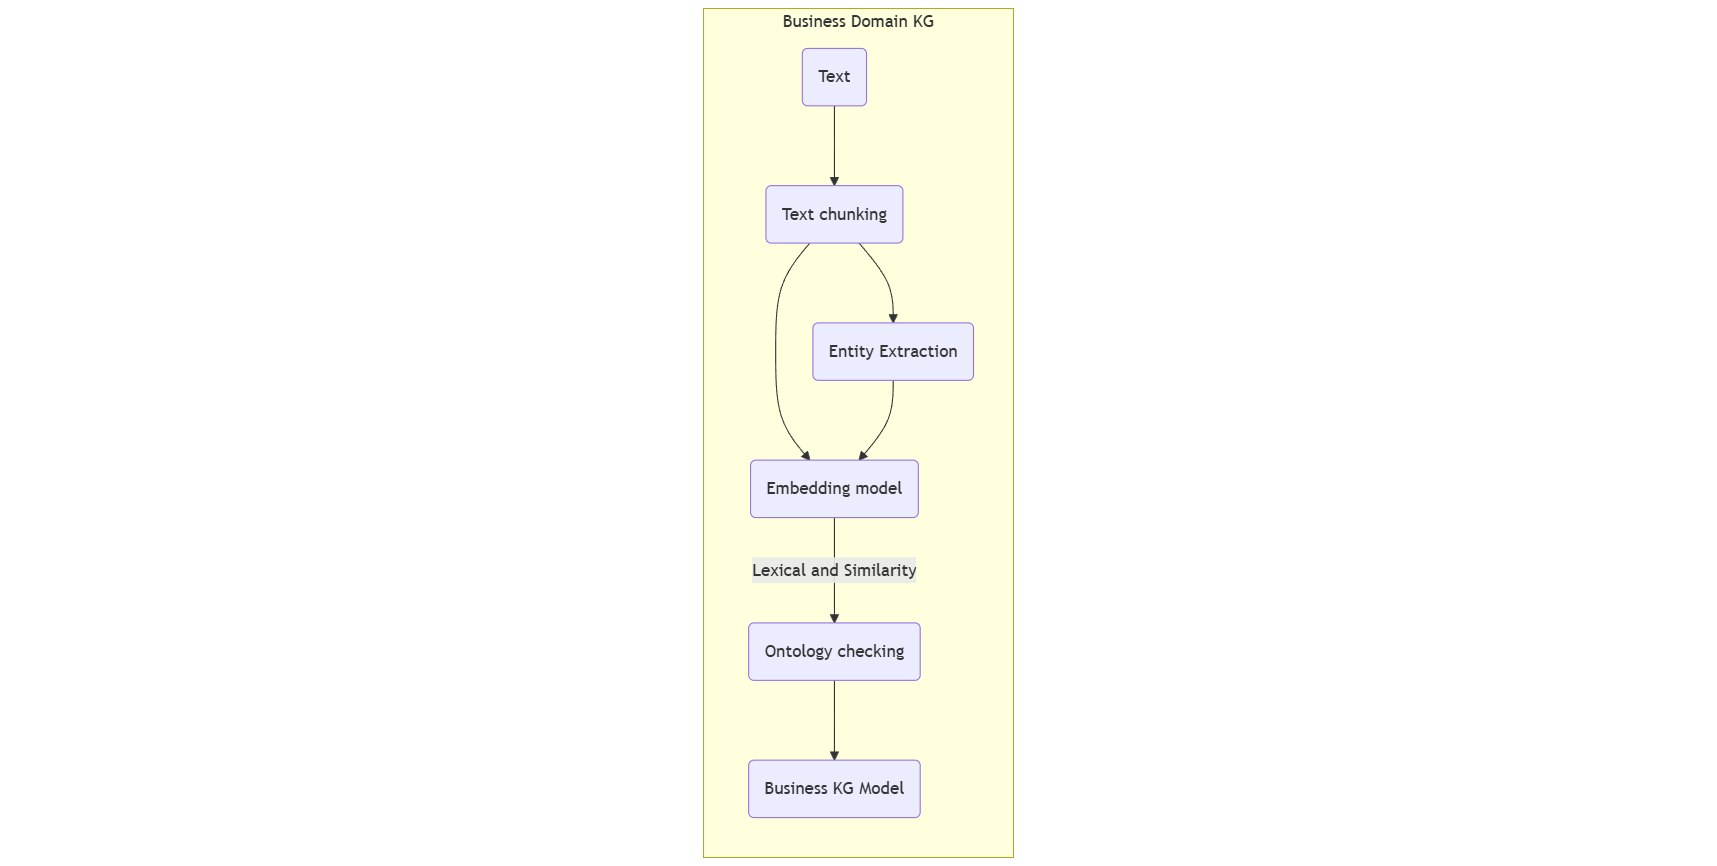 Business Domain KG
Text
Text chunking
Entity Extraction
Embedding model
Lexical and Similarity
Ontology checking
Business KG Model